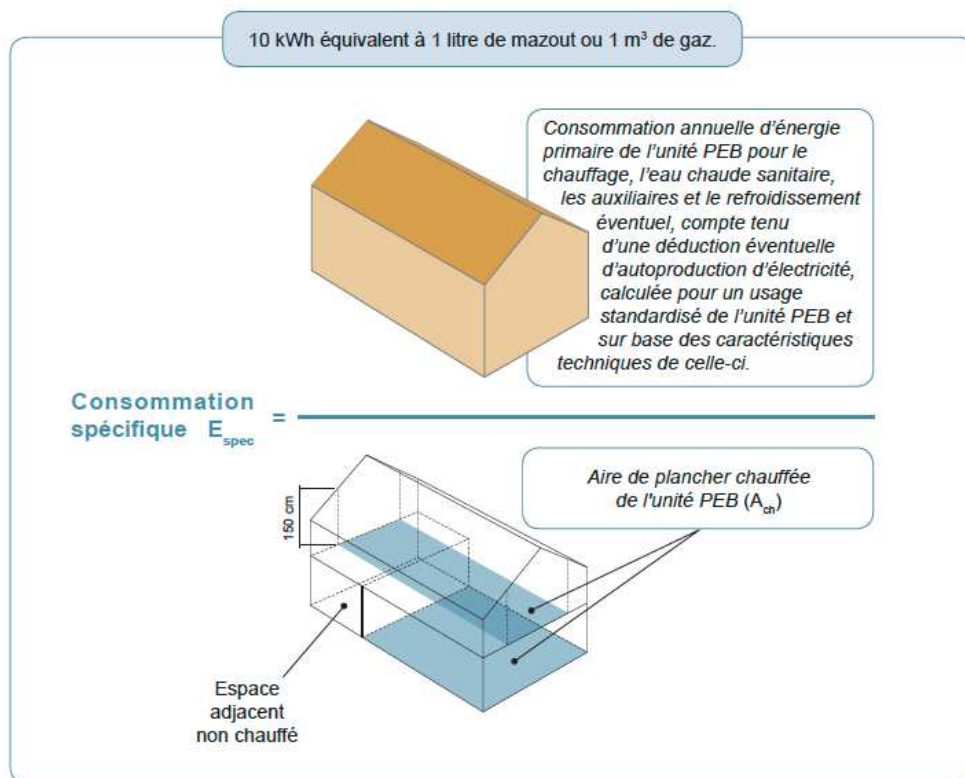 10 kWh équivalent à 1 litre de mazout ou 1 m³ de gaz.
Consommation annuelle d'énergie
primaire de l'unité PEB pour le
chauffage, l'eau chaude sanitaire,
les auxiliaires et le refroidissement
éventuel, compte tenu
d'une déduction éventuelle
d'autoproduction d'électricité,
calculée pour un usage
standardisé de l'unité PEB et
sur base des caractéristiques
techniques de celle-ci.
Consommation
spécifique E_spec =
Aire de plancher chauffée
de l'unité PEB (A_ch)
150 cm
Espace
adjacent
non chauffé